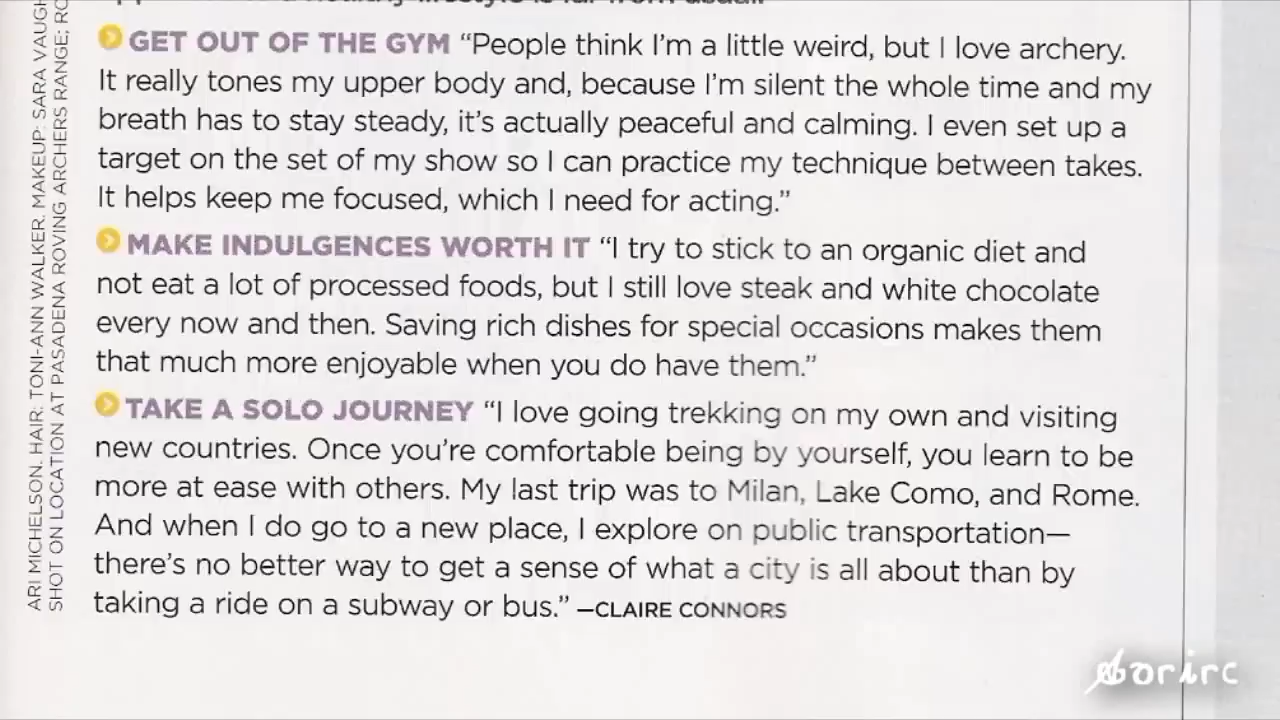 GET OUT OF THE GYM “People think I’m a little weird, but I love archery.
It really tones my upper body and, because I’m silent the whole time and my
breath has to stay steady, it’s actually peaceful and calming. I even set up a
target on the set of my show so I can practice my technique between takes.
It helps keep me focused, which I need for acting.”
MAKE INDULGENCES WORTH IT “I try to stick to an organic diet and
not eat a lot of processed foods, but I still love steak and white chocolate
every now and then. Saving rich dishes for special occasions makes them
that much more enjoyable when you do have them.”
TAKE A SOLO JOURNEY “I love going trekking on my own and visiting
new countries. Once you’re comfortable being by yourself, you learn to be
more at ease with others. My last trip was to Milan, Lake Como, and Rome.
And when I do go to a new place, I explore on public transportation—
there’s no better way to get a sense of what a city is all about than by
taking a ride on a subway or bus.” —CLAIRE CONNORS
ARI MICHELSON. HAIR: TONI-ANN WALKER. MAKEUP: SARA
SHOT ON LOCATION AT PASADENA ROVING ARCHERS RANGE;